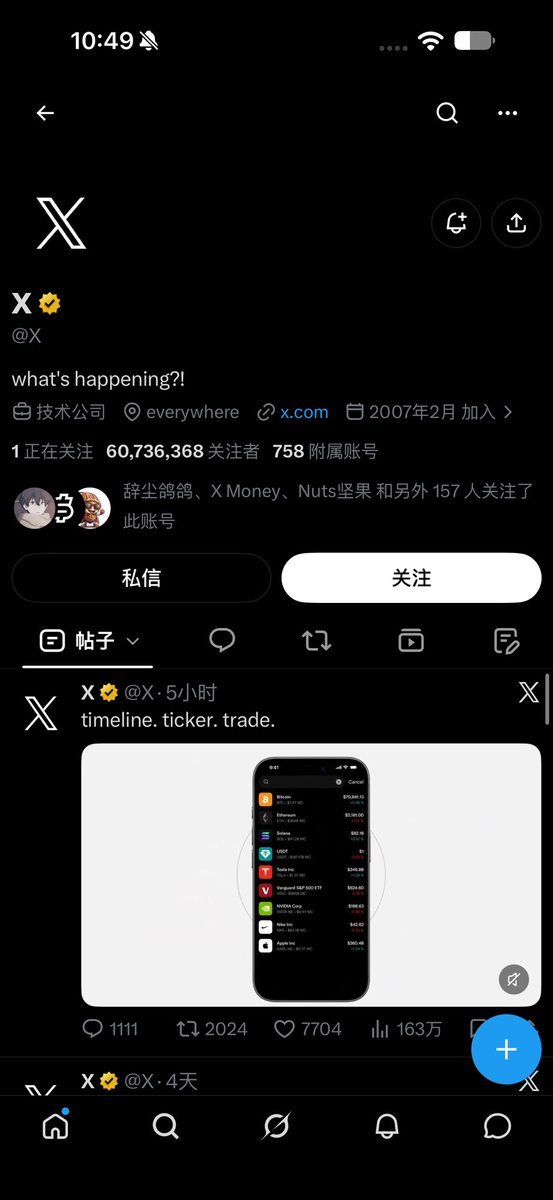 10:49
X
@X
what's happening?!
技术公司 everywhere x.com 2007年2月 加入
1 正在关注 60,736,368 关注者 758 附属账号
辞尘鸽鸽、X Money、Nuts坚果 和另外 157 人关注了
此账号
私信 关注
帖子
X @X · 5小时
timeline. ticker. trade.
9:41
Cancel
Bitcoin $70,641.13
Ethereum $2,181.00
Solana $82.18
USDT $1
Tesla Inc $346.88
Vanguard S&P 500 ETF $604.60
NVIDIA Corp $188.63
Nike Inc $42.62
Apple Inc $260.48
1111 2024 7704 163万
X @X · 4天